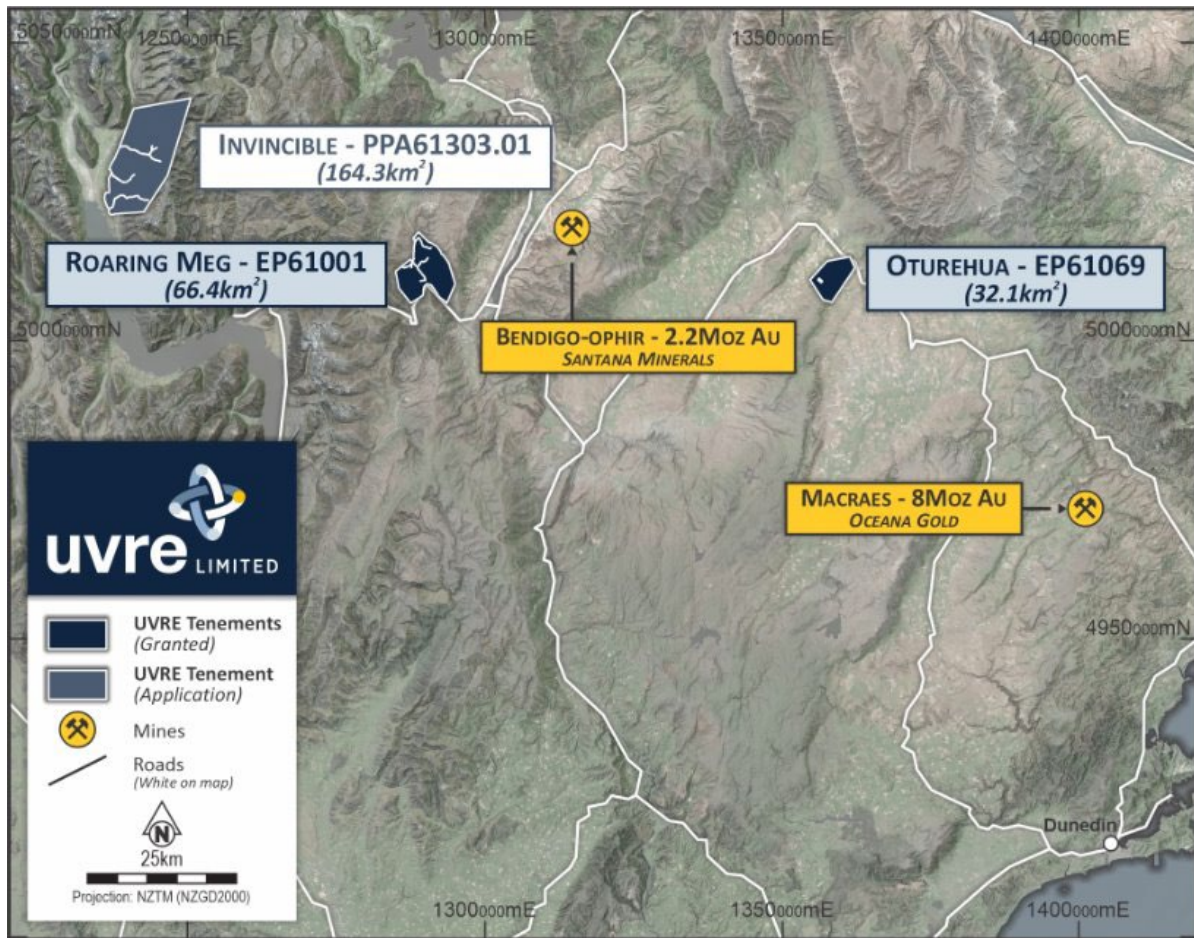 5050000mN
1250000mE
1300000mE
1350000mE
1400000mE
INVINCIBLE - PPA61303.01
(164.3km²)
ROARING MEG - EP61001
(66.4km²)
OTUREHUA - EP61069
(32.1km²)
5000000mN
5000000mN
BENDIGO-OPHIR - 2.2MOZ AU
SANTANA MINERALS
MACRAES - 8MOZ AU
OCEANA GOLD
uvre LIMITED
UVRE Tenements
(Granted)
UVRE Tenement
(Application)
Mines
Roads
(White on map)
N
25km
Projection: NZTM (NZGD2000)
4950000mN
Dunedin
1300000mE
1350000mE
1400000mE